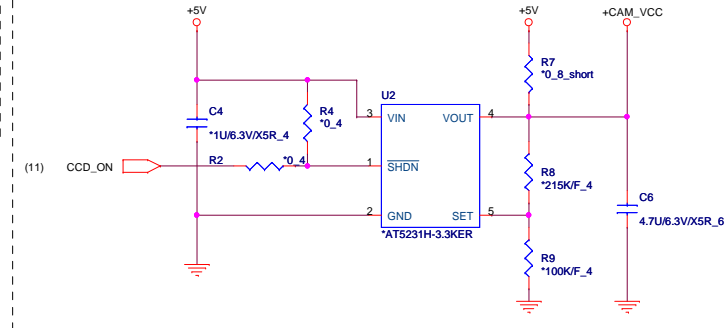 +5V
+5V
+CAM_VCC
R7
*0_8_short
U2
C4
*1U/6.3V/X5R_4
R4
*0_4
3
VIN
VOUT
4
(11)
CCD_ON
R2
*0_4
1
SHDN
R8
*215K/F_4
C6
4.7U/6.3V/X5R_6
2
GND
SET
5
*AT5231H-3.3KER
R9
*100K/F_4